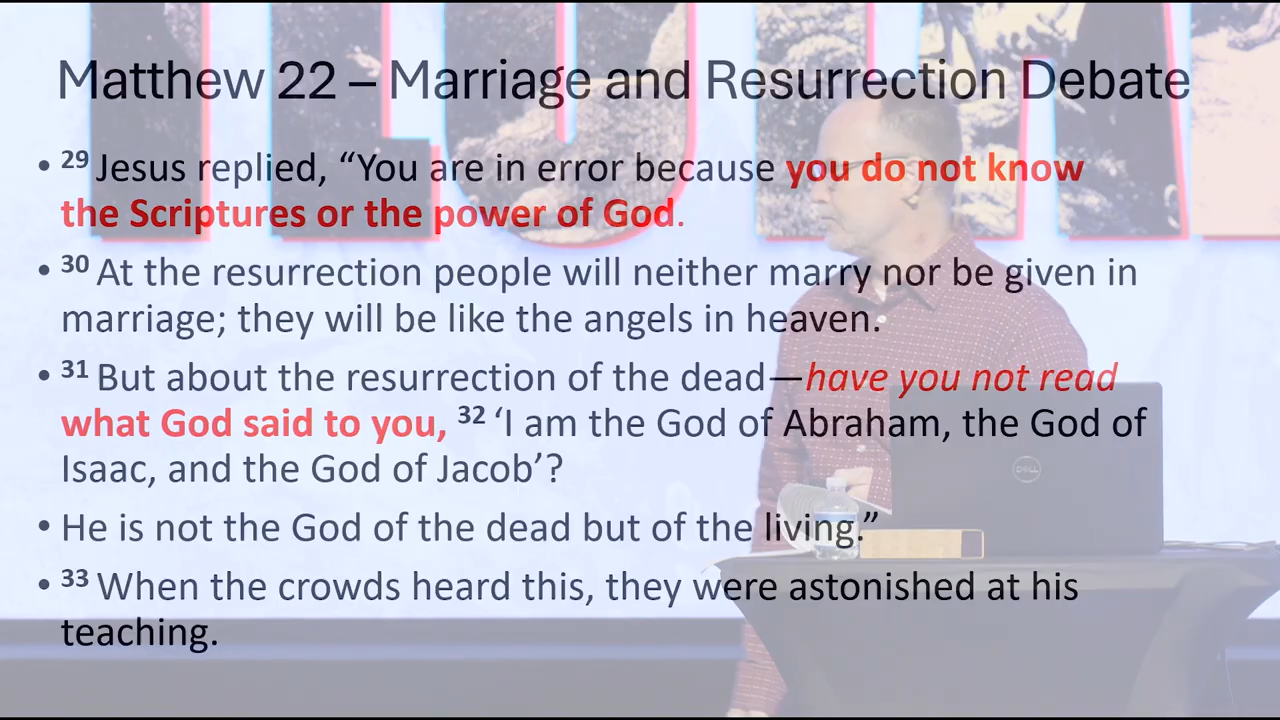 Matthew 22 – Marriage and Resurrection Debate
• 29 Jesus replied, “You are in error because you do not know
the Scriptures or the power of God.
• 30 At the resurrection people will neither marry nor be given in
marriage; they will be like the angels in heaven.
• 31 But about the resurrection of the dead—have you not read
what God said to you, 32 ‘I am the God of Abraham, the God of
Isaac, and the God of Jacob’?
• He is not the God of the dead but of the living.”
• 33 When the crowds heard this, they were astonished at his
teaching.
DELL